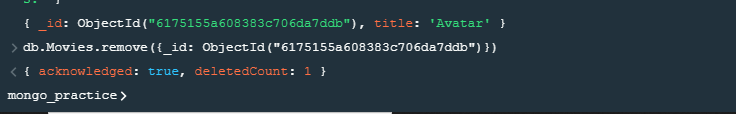 { _id: ObjectId("6175155a608383c706da7ddb"), title: 'Avatar' }
> db.Movies.remove({_id: ObjectId("6175155a608383c706da7ddb")})
< { acknowledged: true, deletedCount: 1 }
mongo_practice>